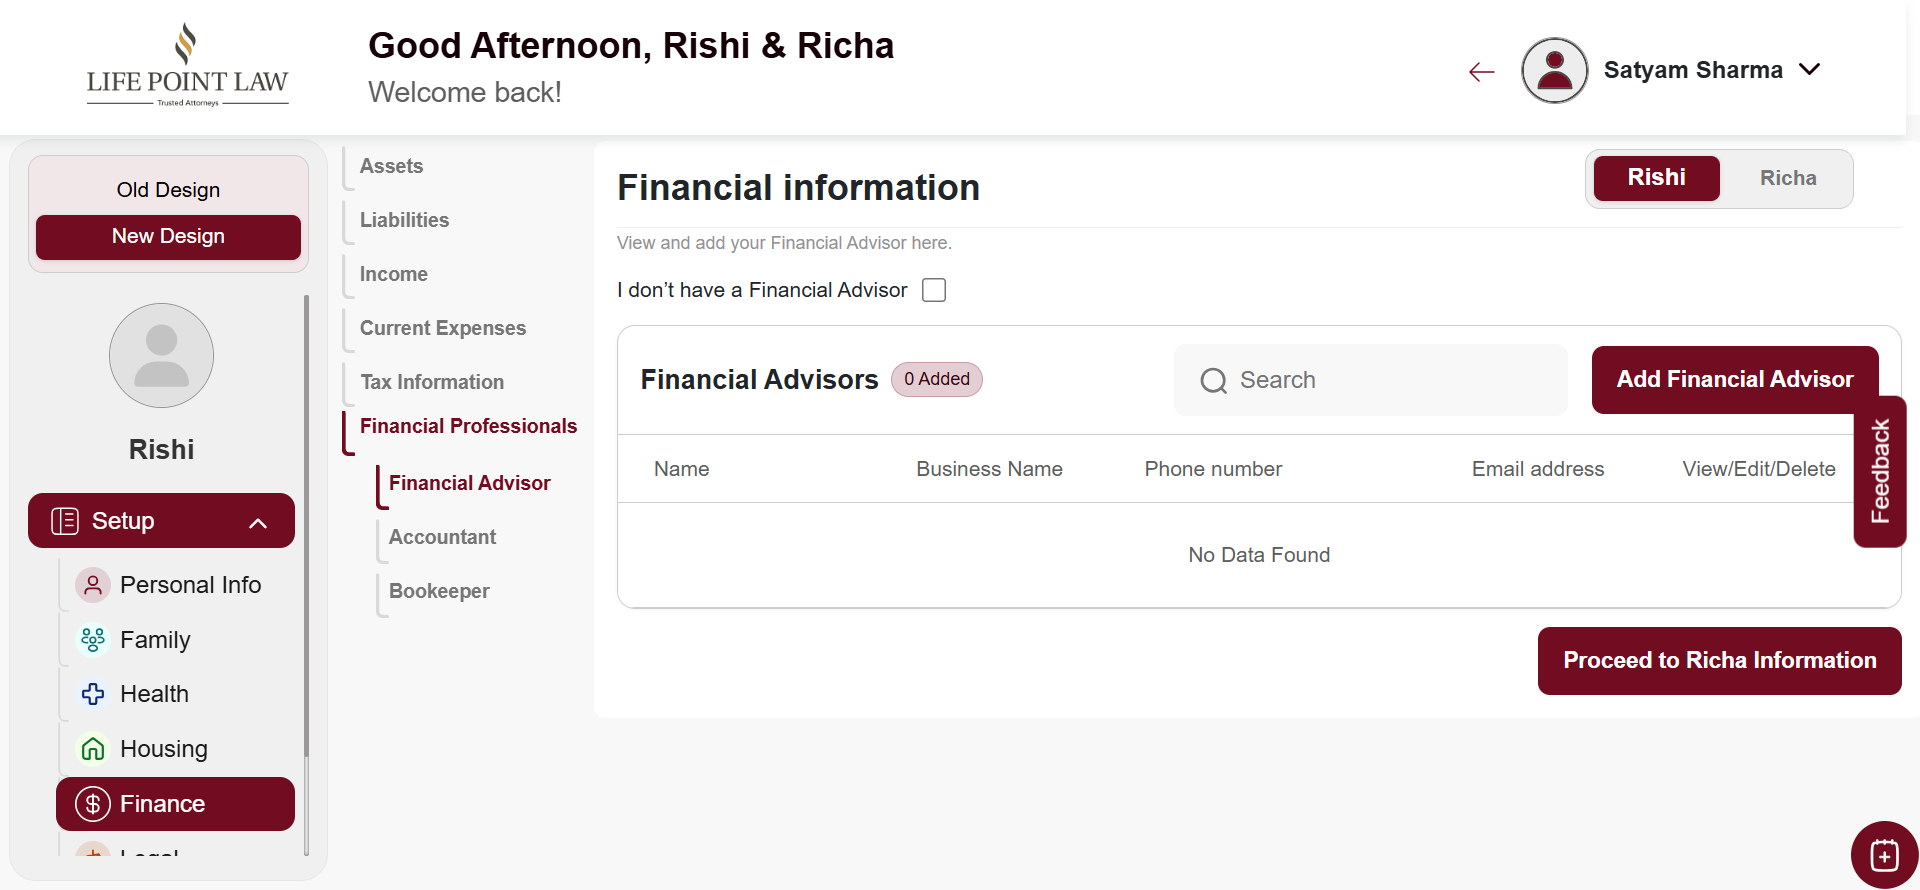 LIFE POINT LAW
Trusted Attorneys
Good Afternoon, Rishi & Richa
Welcome back!
Satyam Sharma
Old Design
New Design
Rishi
Setup
Personal Info
Family
Health
Housing
Finance
Assets
Liabilities
Income
Current Expenses
Tax Information
Financial Professionals
Financial Advisor
Accountant
Bookeeper
Financial information
Rishi
Richa
View and add your Financial Advisor here.
I don’t have a Financial Advisor
Financial Advisors
0 Added
Search
Add Financial Advisor
Name
Business Name
Phone number
Email address
View/Edit/Delete
No Data Found
Proceed to Richa Information
Feedback